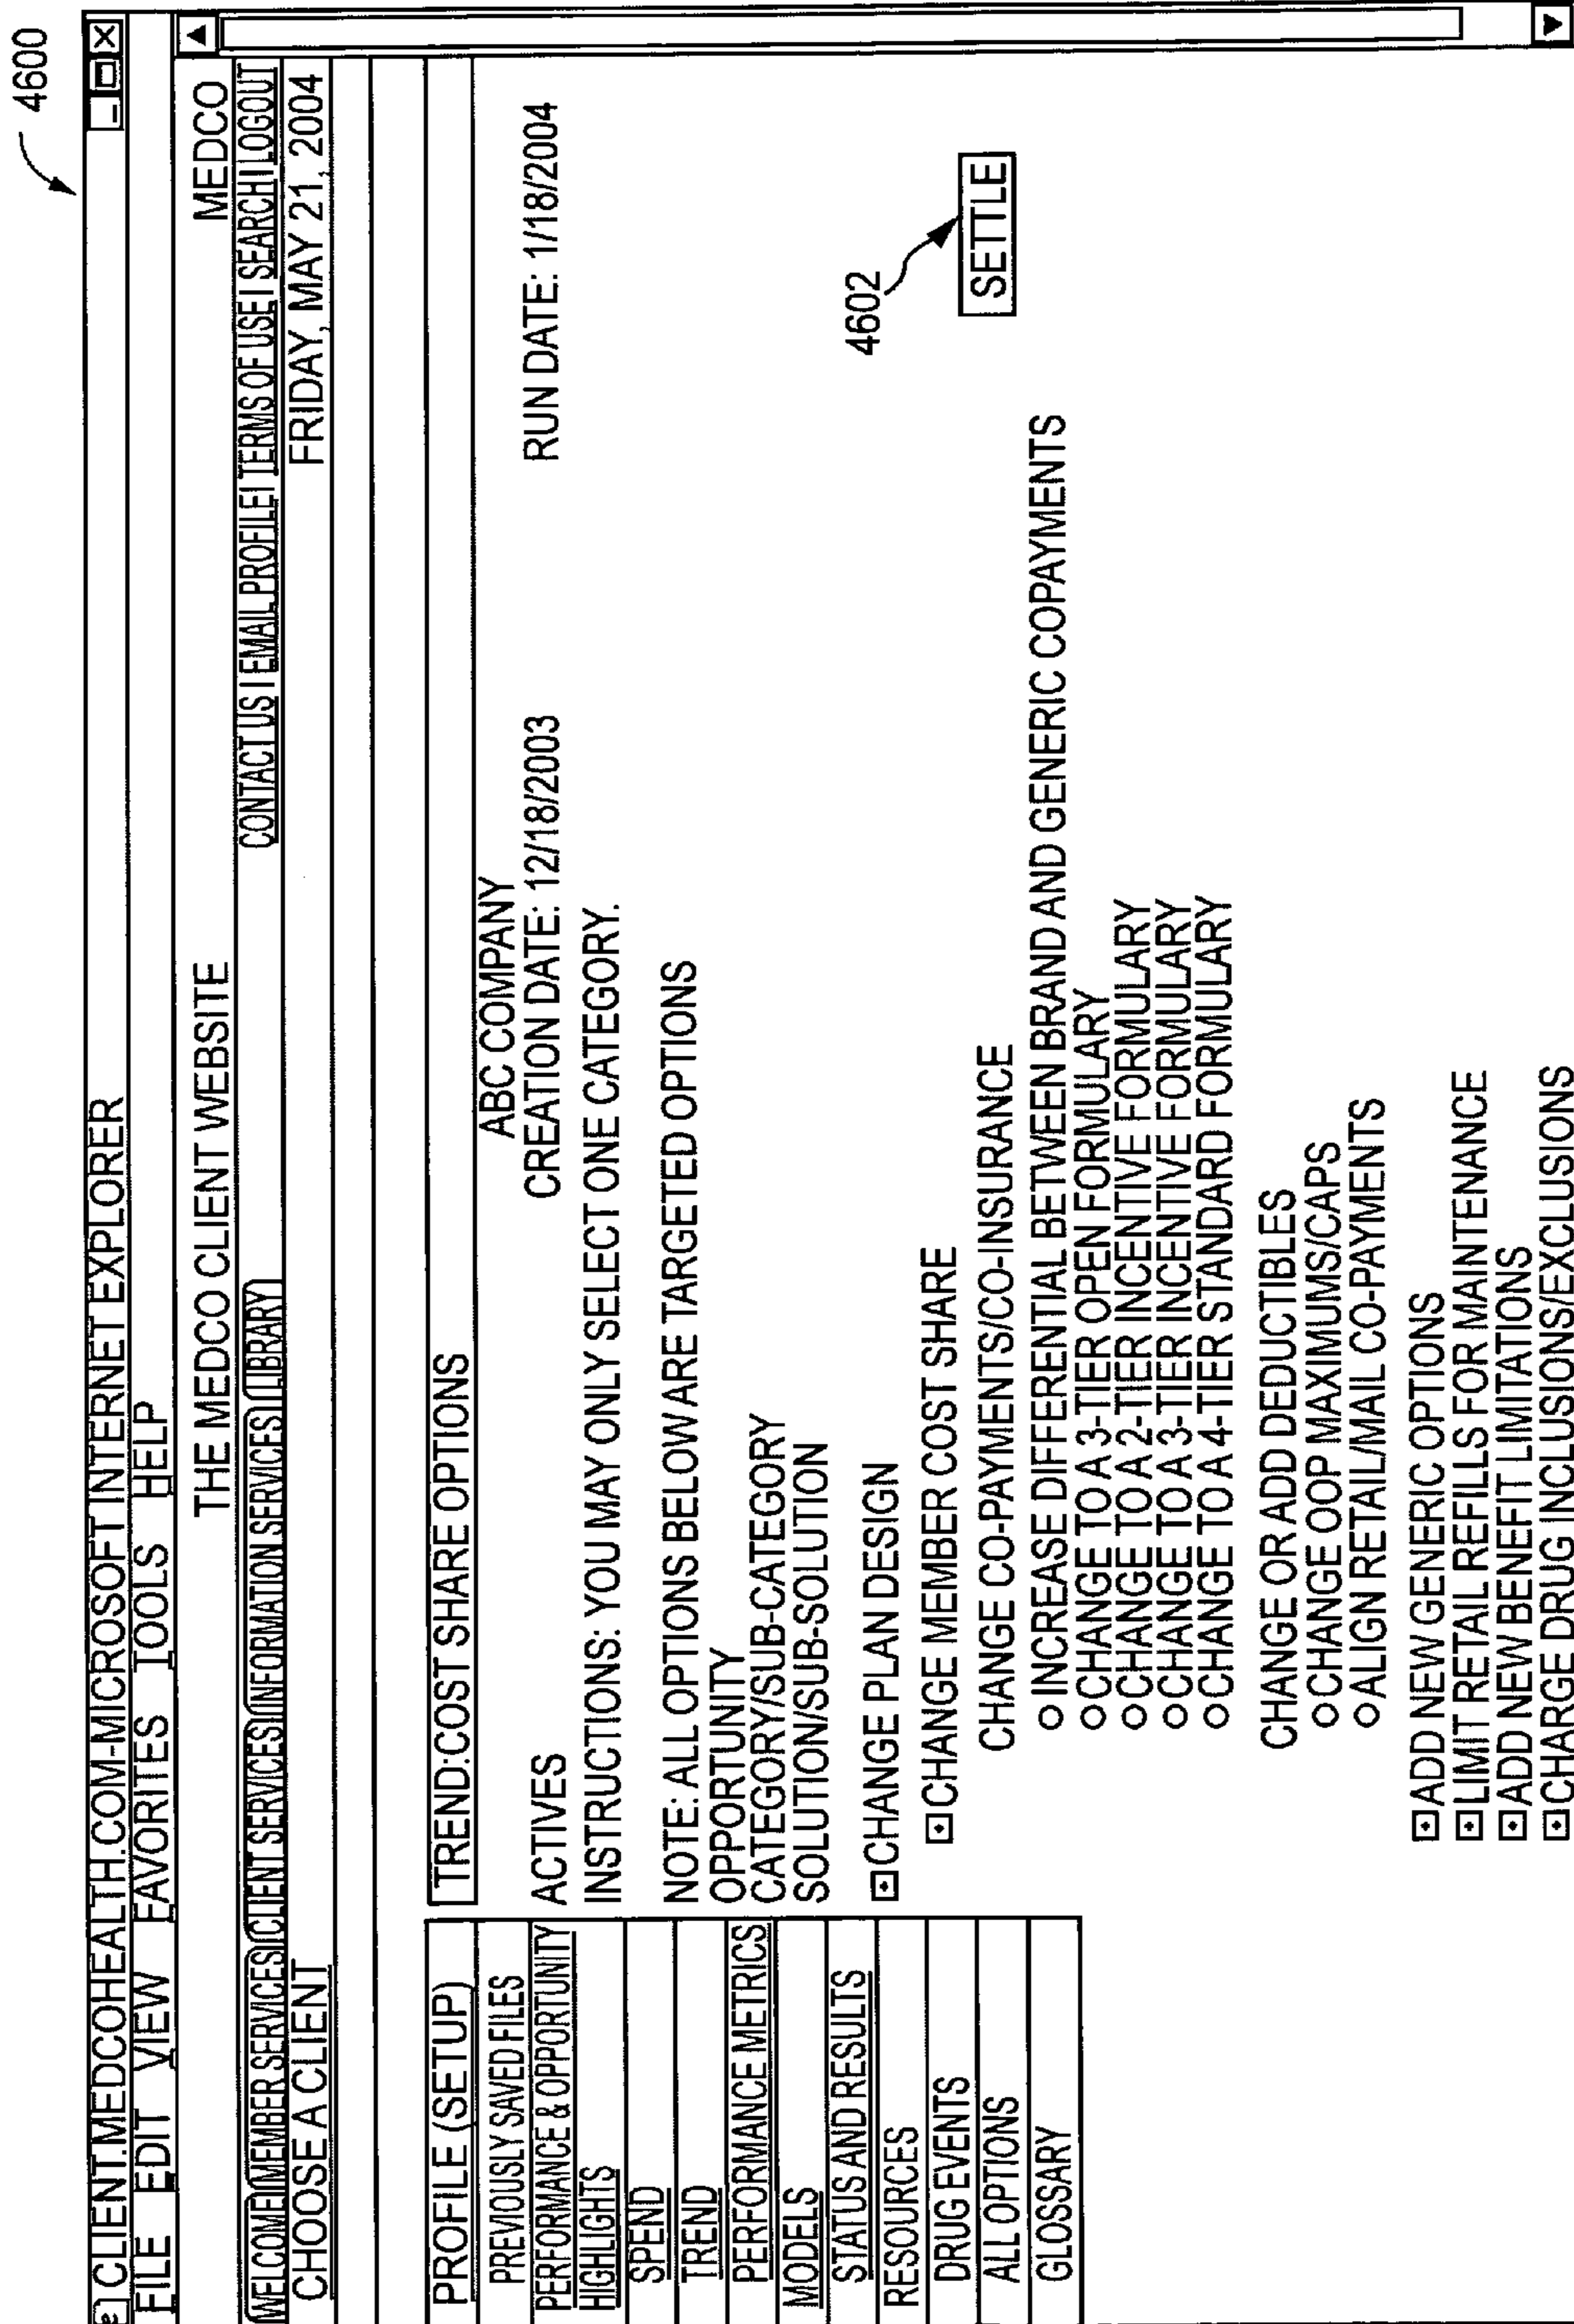 4600
CLIENT.MEDCOHEALTH.COM-MICROSOFT INTERNET EXPLORER
FILE EDIT VIEW FAVORITES TOOLS HELP
THE MEDCO CLIENT WEBSITE MEDCO
WELCOME MEMBER SERVICES CLIENT SERVICES INFORMATION SERVICES LIBRARY CONTACT US | EMAIL PROFILE | TERMS OF USE | SEARCH | LOGOUT
CHOOSE A CLIENT FRIDAY, MAY 21, 2004
PROFILE (SETUP)
PREVIOUSLY SAVED FILES
PERFORMANCE & OPPORTUNITY
HIGHLIGHTS
SPEND
TREND
PERFORMANCE METRICS
MODELS
STATUS AND RESULTS
RESOURCES
DRUG EVENTS
ALL OPTIONS
GLOSSARY
TREND:COST SHARE OPTIONS
ABC COMPANY
ACTIVES CREATION DATE: 12/18/2003 RUN DATE: 1/18/2004
INSTRUCTIONS: YOU MAY ONLY SELECT ONE CATEGORY.
NOTE: ALL OPTIONS BELOW ARE TARGETED OPTIONS
OPPORTUNITY
CATEGORY/SUB-CATEGORY
SOLUTION/SUB-SOLUTION
4602
CHANGE PLAN DESIGN
CHANGE MEMBER COST SHARE
SETTLE
CHANGE CO-PAYMENTS/CO-INSURANCE
INCREASE DIFFERENTIAL BETWEEN BRAND AND GENERIC COPAYMENTS
CHANGE TO A 3-TIER OPEN FORMULARY
CHANGE TO A 2-TIER INCENTIVE FORMULARY
CHANGE TO A 3-TIER INCENTIVE FORMULARY
CHANGE TO A 4-TIER STANDARD FORMULARY
CHANGE OR ADD DEDUCTIBLES
CHANGE OOP MAXIMUMS/CAPS
ALIGN RETAIL/MAIL CO-PAYMENTS
ADD NEW GENERIC OPTIONS
LIMIT RETAIL REFILLS FOR MAINTENANCE
ADD NEW BENEFIT LIMITATIONS
CHARGE DRUG INCLUSIONS/EXCLUSIONS